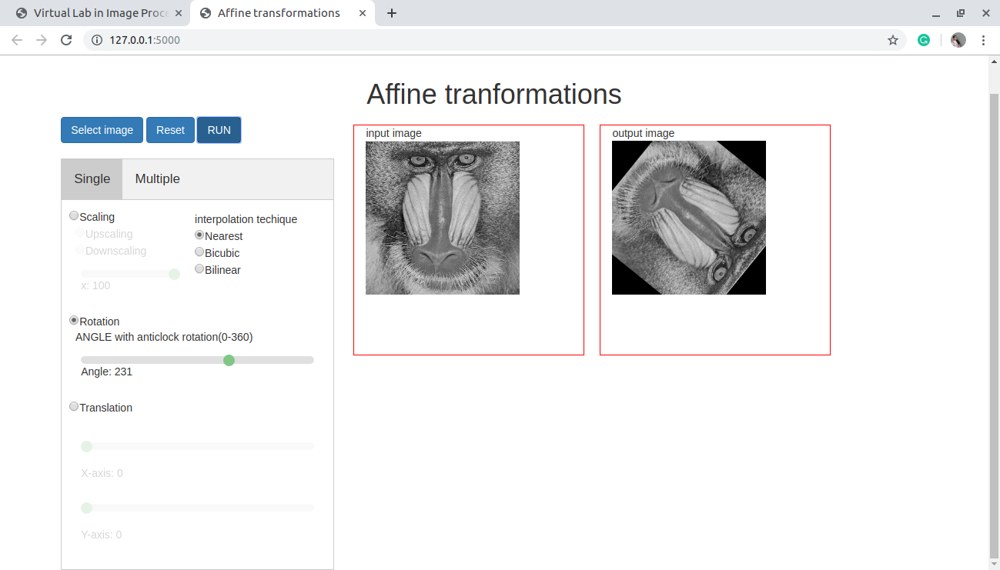 Virtual Lab in Image Proce
Affine transformations
127.0.0.1:5000
Affine tranformations
Select image
Reset
RUN
Single
Multiple
Scaling
Upscaling
Downscaling
x: 100
interpolation techique
Nearest
Bicubic
Bilinear
Rotation
ANGLE with anticlock rotation(0-360)
Angle: 231
Translation
X-axis: 0
Y-axis: 0
input image
output image